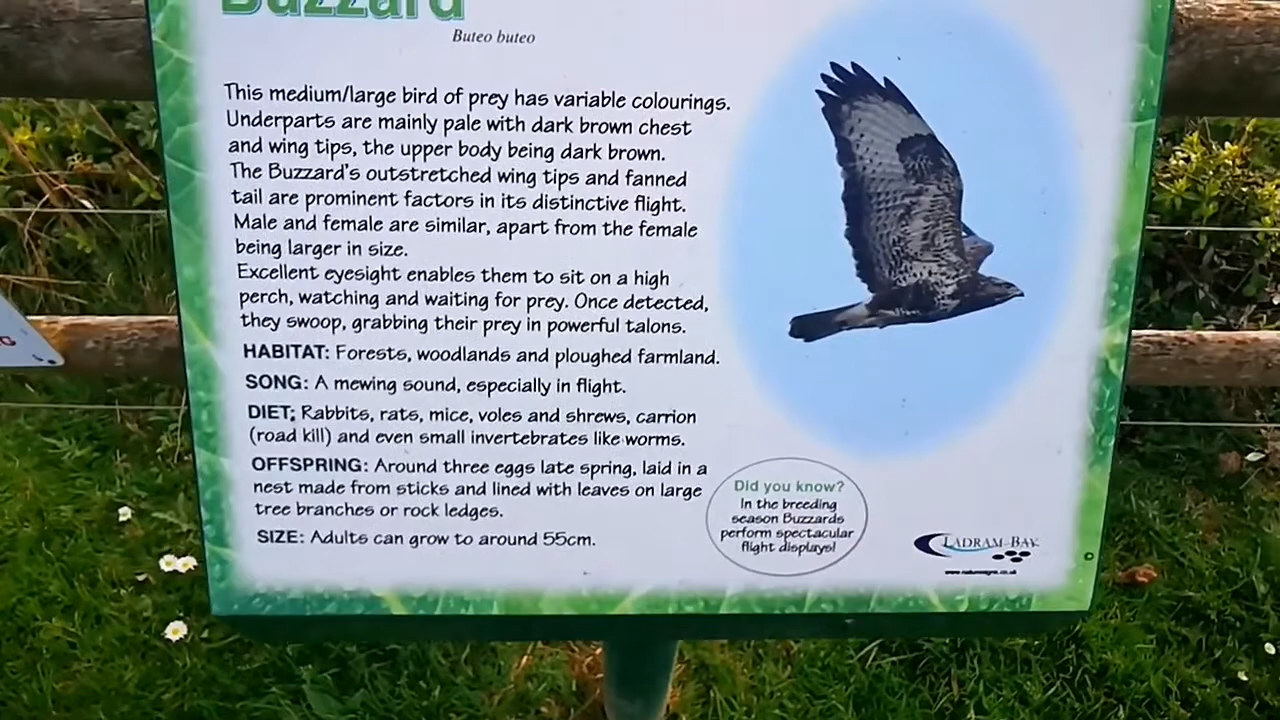 Buzzard
Buteo buteo
This medium/large bird of prey has variable colourings.
Underparts are mainly pale with dark brown chest
and wing tips, the upper body being dark brown.
The Buzzard's outstretched wing tips and fanned
tail are prominent factors in its distinctive flight.
Male and female are similar, apart from the female
being larger in size.
Excellent eyesight enables them to sit on a high
perch, watching and waiting for prey. Once detected,
they swoop, grabbing their prey in powerful talons.
HABITAT: Forests, woodlands and ploughed farmland.
SONG: A mewing sound, especially in flight.
DIET: Rabbits, rats, mice, voles and shrews, carrion
(road kill) and even small invertebrates like worms.
OFFSPRING: Around three eggs late spring, laid in a
nest made from sticks and lined with leaves on large
tree branches or rock ledges.
SIZE: Adults can grow to around 55cm.
Did you know?
In the breeding
season Buzzards
perform spectacular
flight displays!
LADRAM BAY